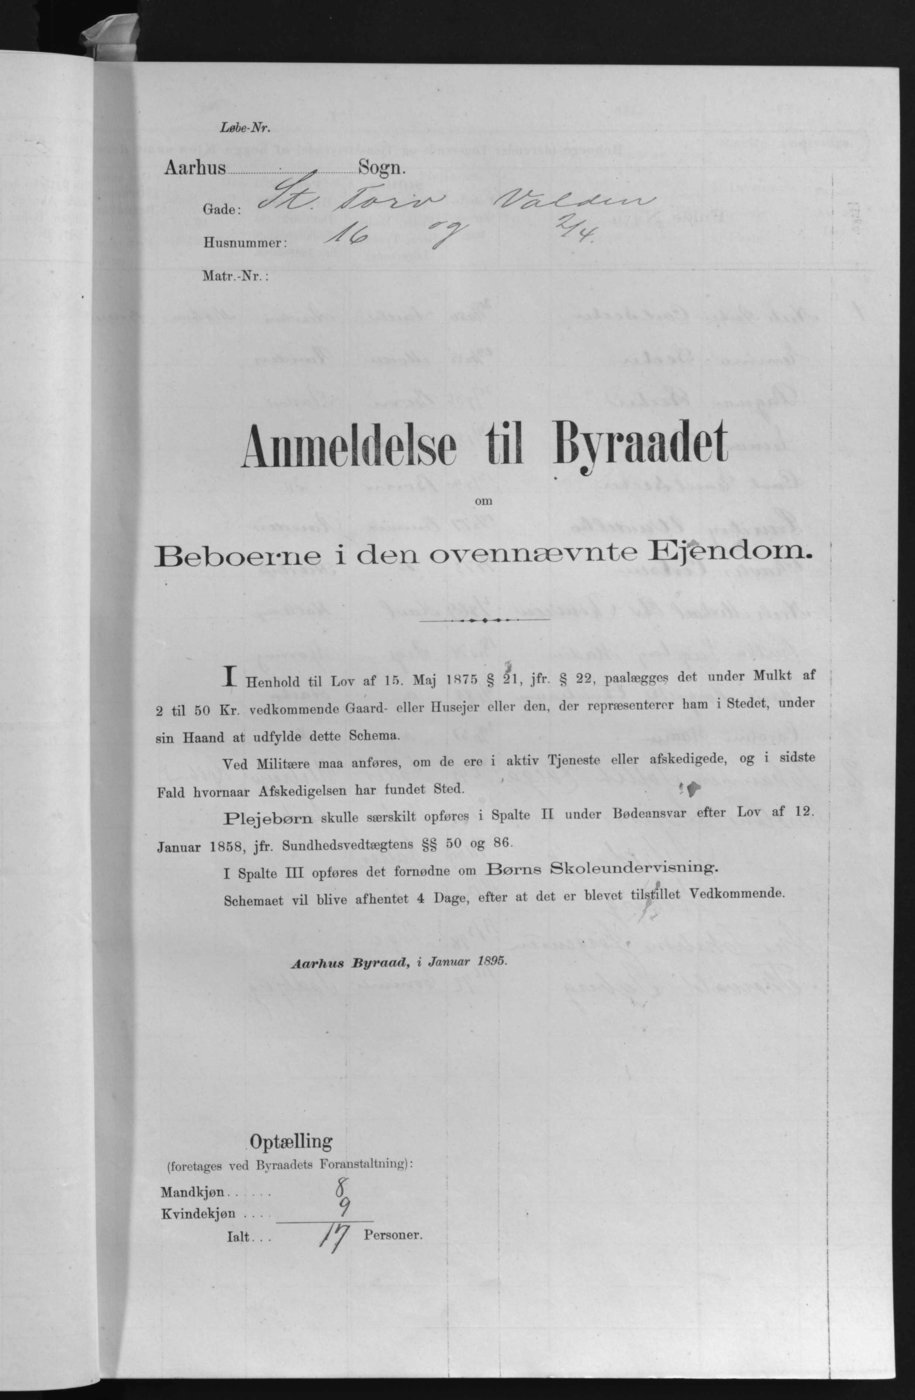 Løbe-Nr.
Aarhus Sogn.
Gade: St. Torv Volden
Husnummer: 16 og 2/4.
Matr.-Nr.:
Anmeldelse til Byraadet
om
Beboerne i den ovennævnte Ejendom.
I Henhold til Lov af 15. Maj 1875 § 21, jfr. § 22, paalægges det under Mulkt af
2 til 50 Kr. vedkommende Gaard- eller Husejer eller den, der repræsenterer ham i Stedet, under
sin Haand at udfylde dette Schema.
Ved Militære maa anføres, om de ere i aktiv Tjeneste eller afskedigede, og i sidste
Fald hvornaar Afskedigelsen har fundet Sted.
Plejebørn skulle særskilt opføres i Spalte II under Bødeansvar efter Lov af 12.
Januar 1858, jfr. Sundhedsvedtægtens §§ 50 og 86.
I Spalte III opføres det fornødne om Børns Skoleundervisning.
Schemaet vil blive afhentet 4 Dage, efter at det er blevet tilstillet Vedkommende.
Aarhus Byraad, i Januar 1895.
Optælling
(foretages ved Byraadets Foranstaltning):
Mandkjøn...... 8
Kvindekjøn .... 9
Ialt... 17 Personer.